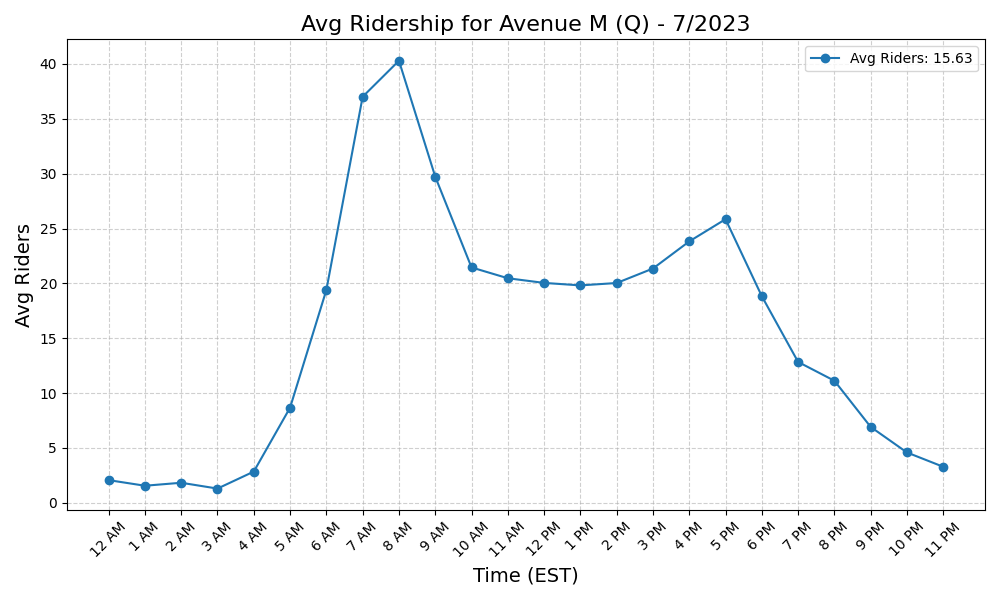 Avg Ridership for Avenue M (Q) - 7/2023
Avg Riders: 15.63
Avg Riders
40
35
30
25
20
15
10
5
0
12 AM
1 AM
2 AM
3 AM
4 AM
5 AM
6 AM
7 AM
8 AM
9 AM
10 AM
11 AM
12 PM
1 PM
2 PM
3 PM
4 PM
5 PM
6 PM
7 PM
8 PM
9 PM
10 PM
11 PM
Time (EST)